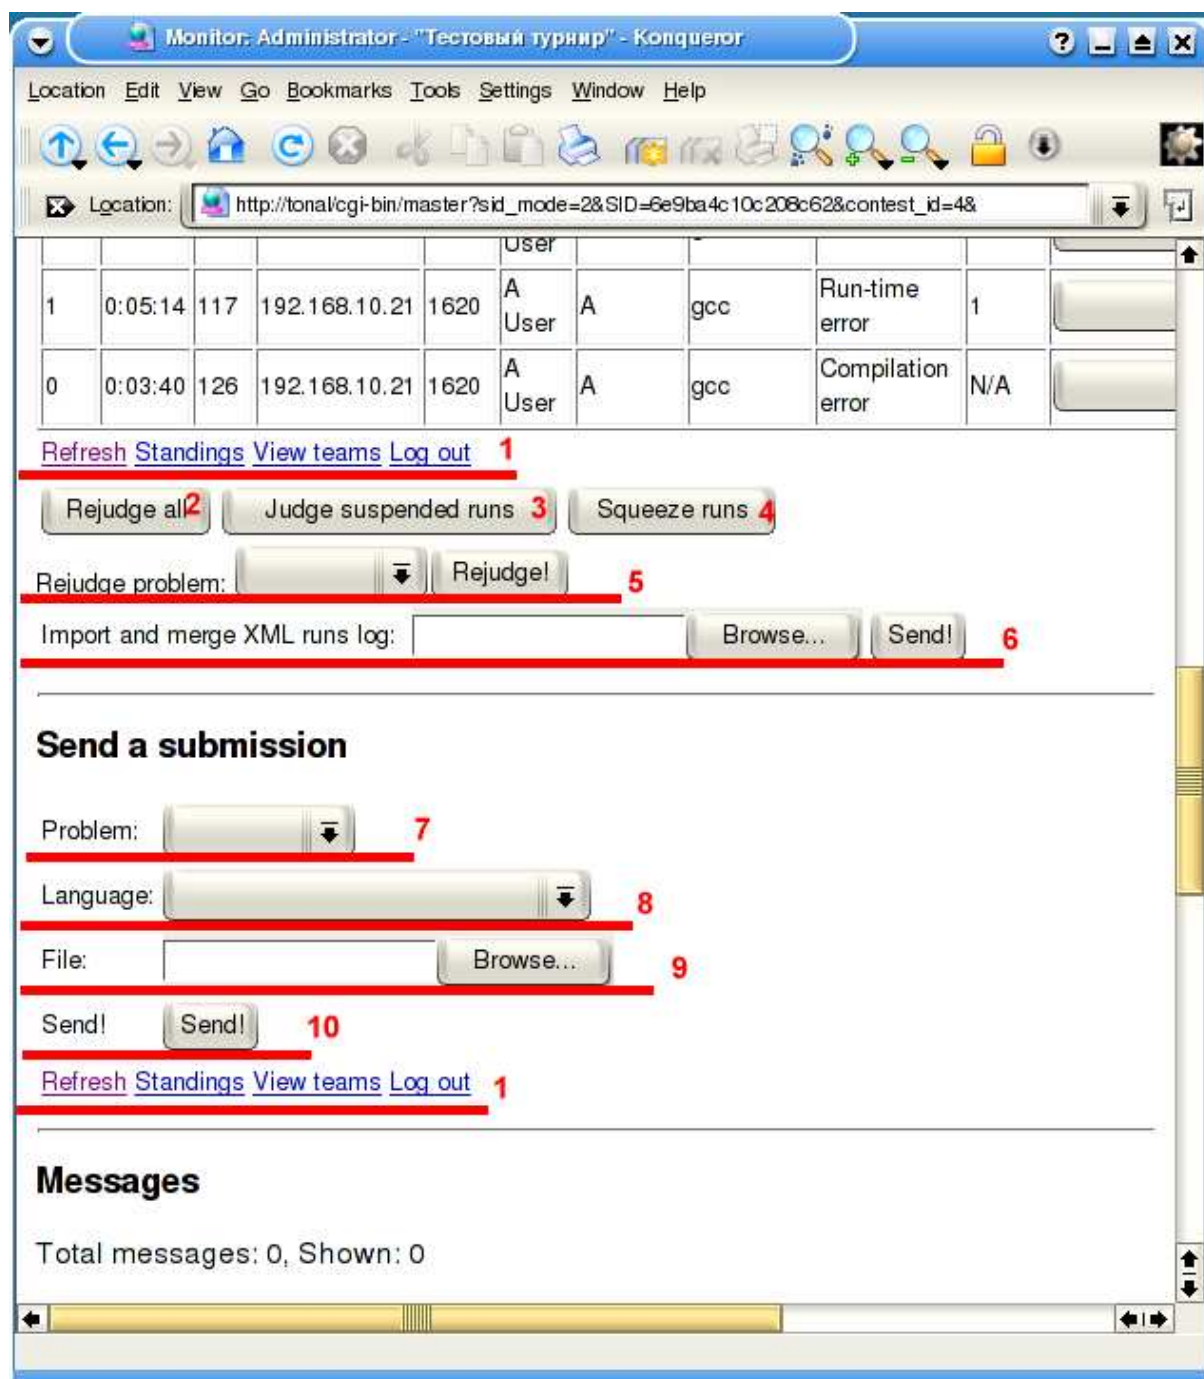 Monitor: Administrator - "Тестовый турнир" - Konqueror
Location Edit View Go Bookmarks Tools Settings Window Help
Location: http://tonal/cgi-bin/master?sid_mode=2&SID=6e9ba4c10c208c62&contest_id=4&
User
1 0:05:14 117 192.168.10.21 1620 A User A gcc Run-time error 1
0 0:03:40 126 192.168.10.21 1620 A User A gcc Compilation error N/A
Refresh Standings View teams Log out 1
Rejudge all 2 Judge suspended runs 3 Squeeze runs 4
Rejudge problem: Rejudge! 5
Import and merge XML runs log: Browse... Send! 6
Send a submission
Problem: 7
Language: 8
File: Browse... 9
Send! Send! 10
Refresh Standings View teams Log out 1
Messages
Total messages: 0, Shown: 0